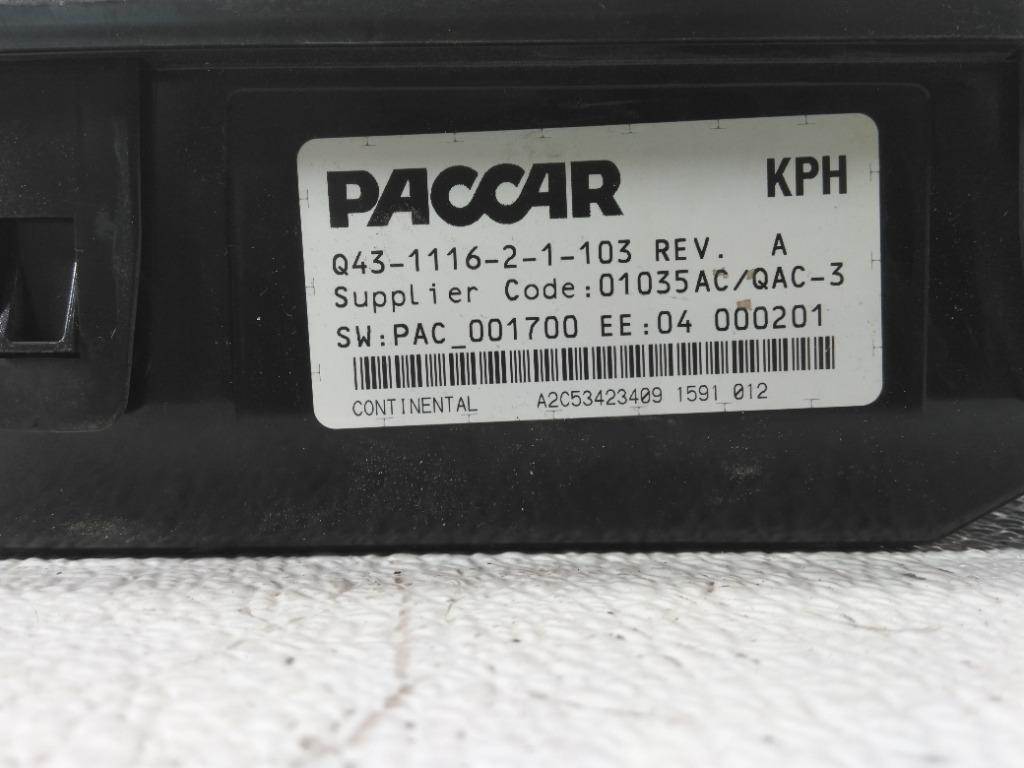 PACCAR KPH
Q43-1116-2-1-103 REV. A
Supplier Code:01035AC/QAC-3
SW:PAC_001700 EE:04 000201
CONTINENTAL A2C53423409 1591 012